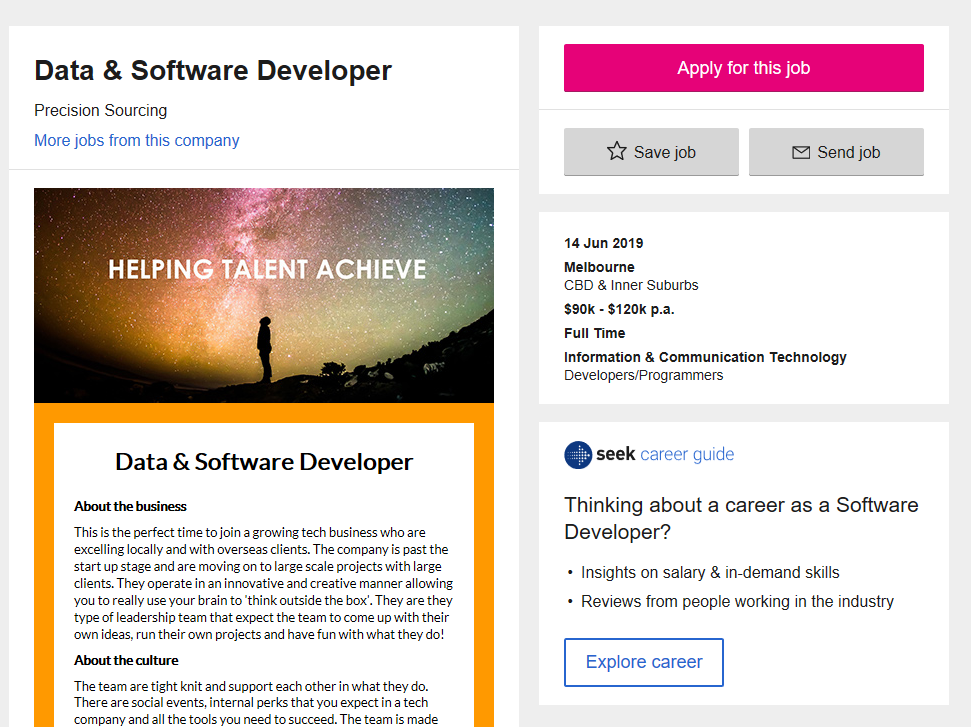 Data & Software Developer
Precision Sourcing
More jobs from this company
HELPING TALENT ACHIEVE
Data & Software Developer
About the business
This is the perfect time to join a growing tech business who are
excelling locally and with overseas clients. The company is past the
start up stage and are moving on to large scale projects with large
clients. They operate in an innovative and creative manner allowing
you to really use your brain to 'think outside the box'. They are they
type of leadership team that expect the team to come up with their
own ideas, run their own projects and have fun with what they do!
About the culture
The team are tight knit and support each other in what they do.
There are social events, internal perks that you expect in a tech
company and all the tools you need to succeed. The team is made
Apply for this job
Save job
Send job
14 Jun 2019
Melbourne
CBD & Inner Suburbs
$90k - $120k p.a.
Full Time
Information & Communication Technology
Developers/Programmers
seek career guide
Thinking about a career as a Software
Developer?
• Insights on salary & in-demand skills
• Reviews from people working in the industry
Explore career